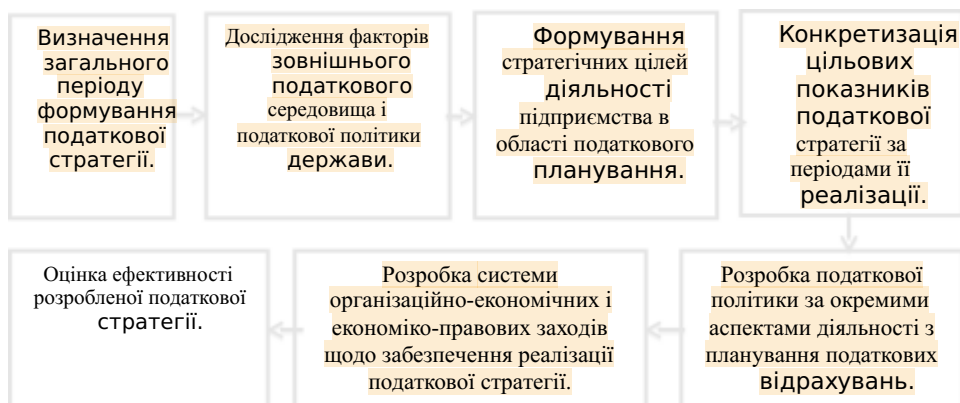 Визначення
загального
періоду
формування
податкової
стратегії.
Дослідження факторів
зовнішнього
податкового
середовища і
податкової політики
держави.
Формування
стратегічних цілей
діяльності
підприємства в
області податкового
планування.
Конкретизація
цільових
показників
податкової
стратегії за
періодами її
реалізації.
Розробка податкової
політики за окремими
аспектами діяльності з
планування податкових
відрахувань.
Розробка системи
організаційно-економічних і
економіко-правових заходів
щодо забезпечення реалізації
податкової стратегії.
Оцінка ефективності
розробленої податкової
стратегії.